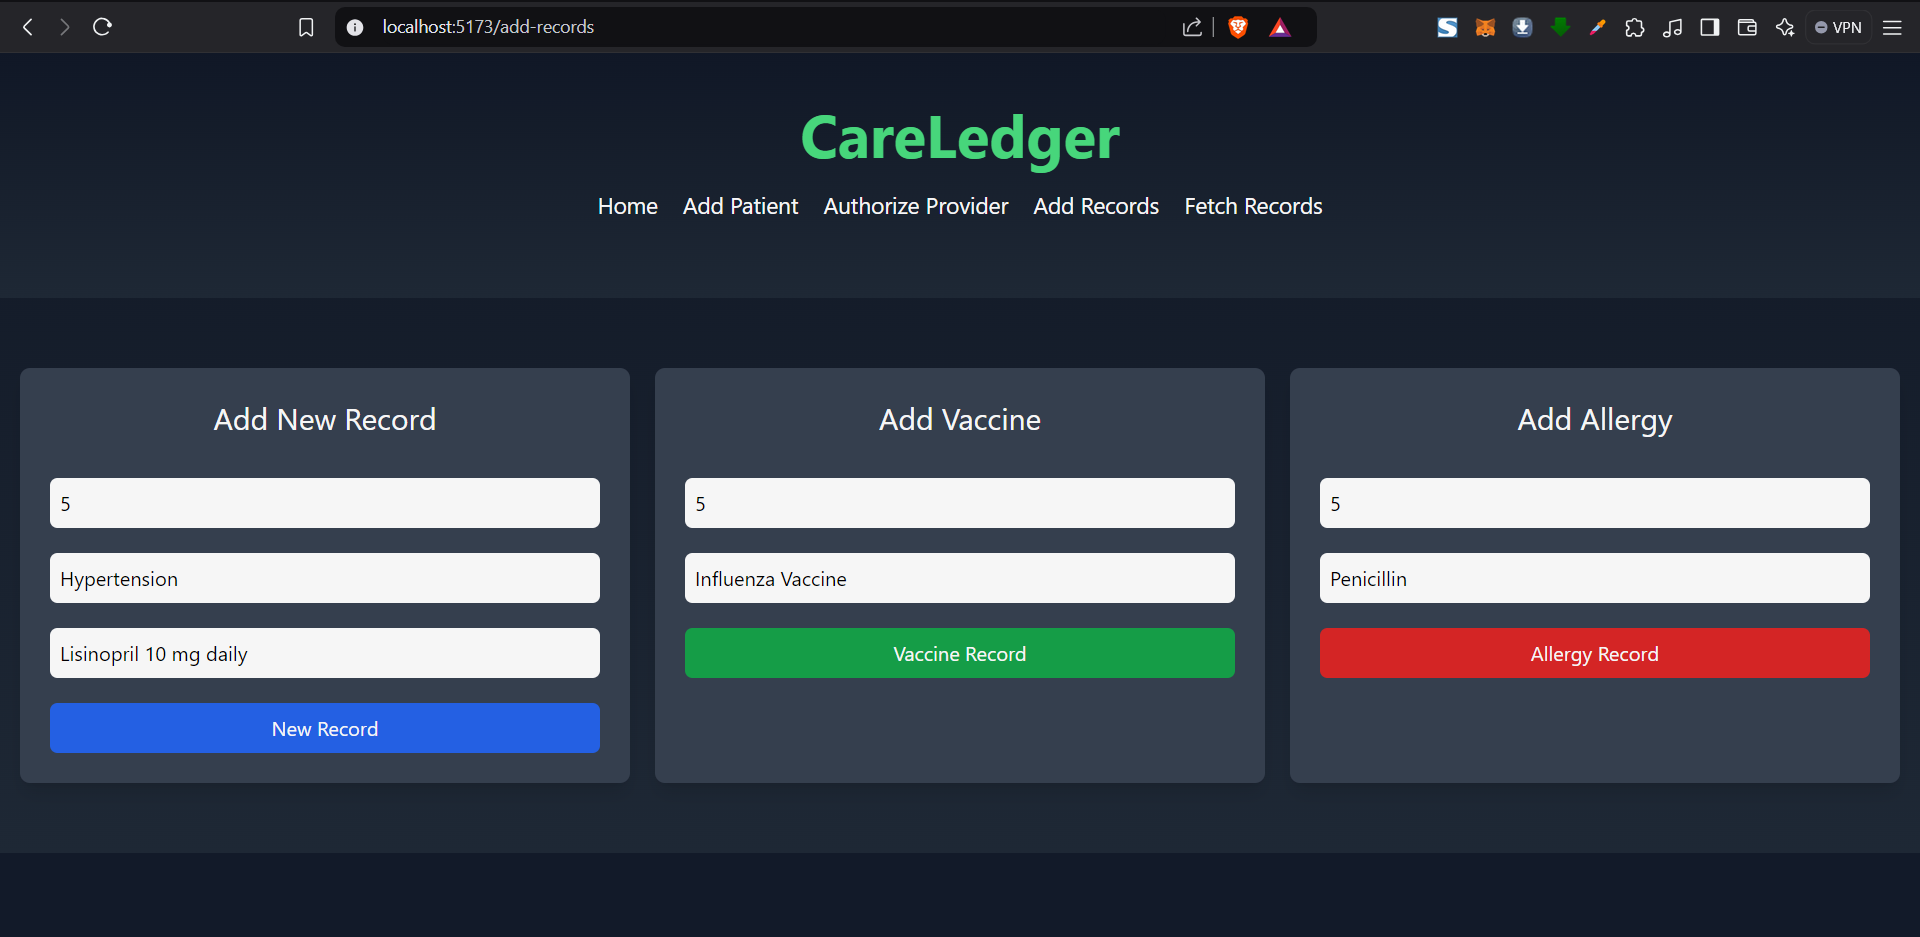 localhost:5173/add-records
VPN
CareLedger
Home Add Patient Authorize Provider Add Records Fetch Records
Add New Record
5
Hypertension
Lisinopril 10 mg daily
New Record
Add Vaccine
5
Influenza Vaccine
Vaccine Record
Add Allergy
5
Penicillin
Allergy Record